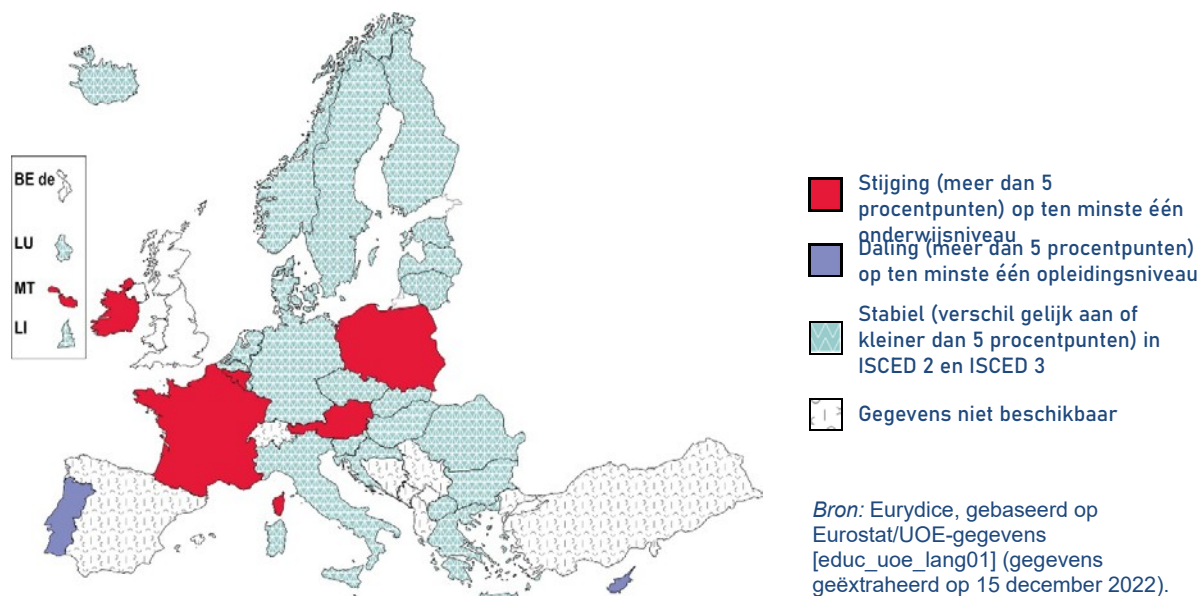 BE de
LU
MT
LI
Stijging (meer dan 5
procentpunten) op ten minste één
onderwijsniveau
Daling (meer dan 5 procentpunten)
op ten minste één opleidingsniveau
Stabiel (verschil gelijk aan of
kleiner dan 5 procentpunten) in
ISCED 2 en ISCED 3
Gegevens niet beschikbaar
Bron: Eurydice, gebaseerd op
Eurostat/UOE-gegevens
[educ_uoe_lang01] (gegevens
geëxtraheerd op 15 december 2022).